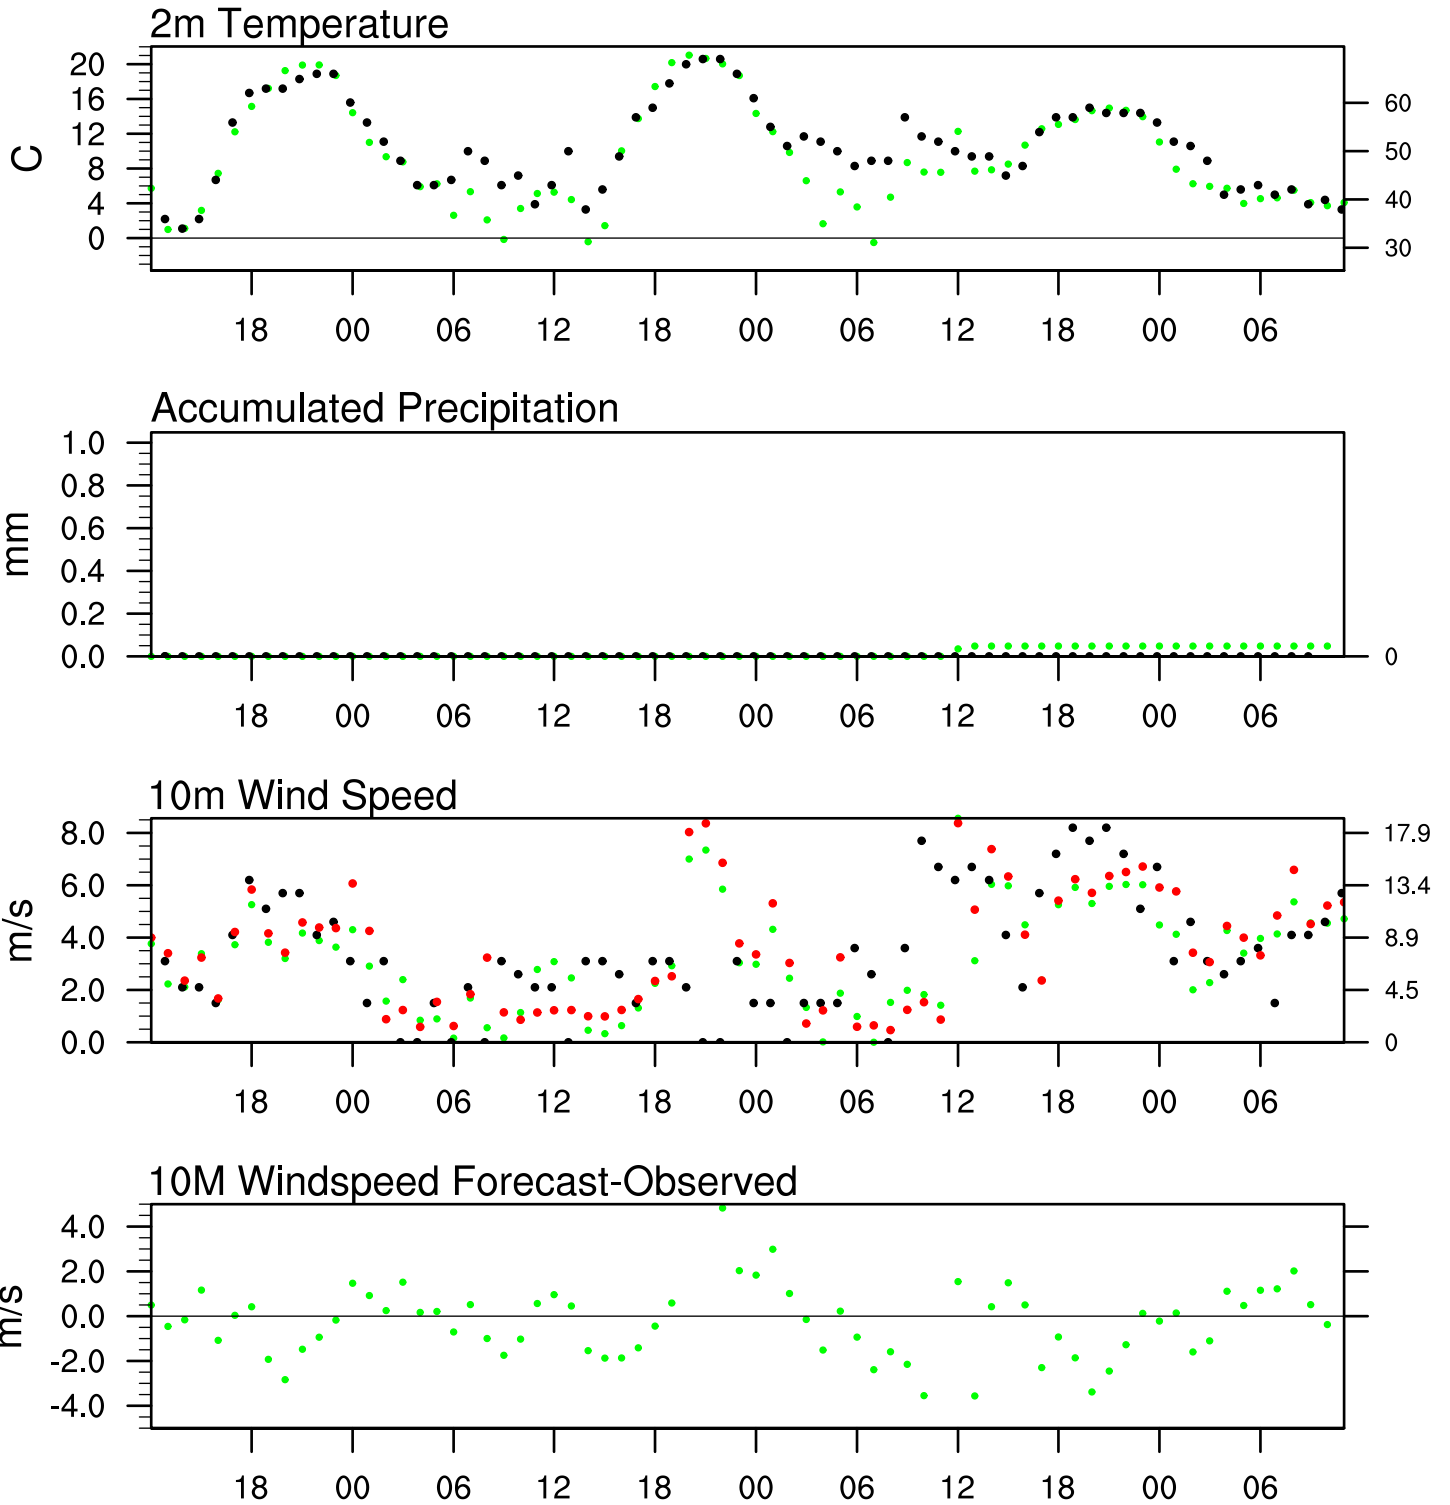 2m Temperature
20
16
12
8
4
0
C
60
50
40
30
18 00 06 12 18 00 06 12 18 00 06
Accumulated Precipitation
1.0
0.8
0.6
0.4
0.2
0.0
mm
0
18 00 06 12 18 00 06 12 18 00 06
10m Wind Speed
8.0
6.0
4.0
2.0
0.0
m/s
17.9
13.4
8.9
4.5
0
18 00 06 12 18 00 06 12 18 00 06
10M Windspeed Forecast-Observed
4.0
2.0
0.0
-2.0
-4.0
m/s
18 00 06 12 18 00 06 12 18 00 06